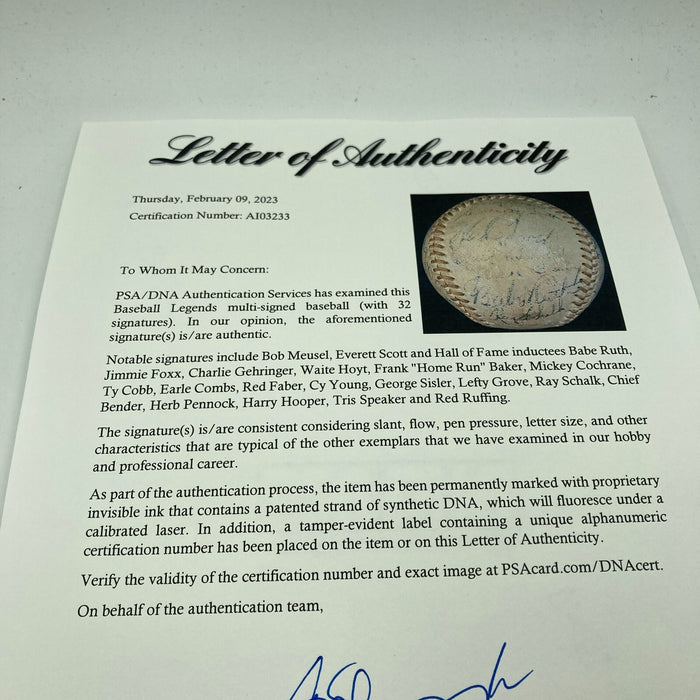 Letter of Authenticity
Thursday, February 09, 2023
Certification Number: AI03233
To Whom It May Concern:
PSA/DNA Authentication Services has examined this
Baseball Legends multi-signed baseball (with 32
signatures). In our opinion, the aforementioned
signature(s) is/are authentic.
Notable signatures include Bob Meusel, Everett Scott and Hall of Fame inductees Babe Ruth,
Jimmie Foxx, Charlie Gehringer, Waite Hoyt, Frank "Home Run" Baker, Mickey Cochrane,
Ty Cobb, Earle Combs, Red Faber, Cy Young, George Sisler, Lefty Grove, Ray Schalk, Chief
Bender, Herb Pennock, Harry Hooper, Tris Speaker and Red Ruffing.
The signature(s) is/are consistent considering slant, flow, pen pressure, letter size, and other
characteristics that are typical of the other exemplars that we have examined in our hobby
and professional career.
As part of the authentication process, the item has been permanently marked with proprietary
invisible ink that contains a patented strand of synthetic DNA, which will fluoresce under a
calibrated laser. In addition, a tamper-evident label containing a unique alphanumeric
certification number has been placed on the item or on this Letter of Authenticity.
Verify the validity of the certification number and exact image at PSAcard.com/DNAcert.
On behalf of the authentication team,
Babe Ruth